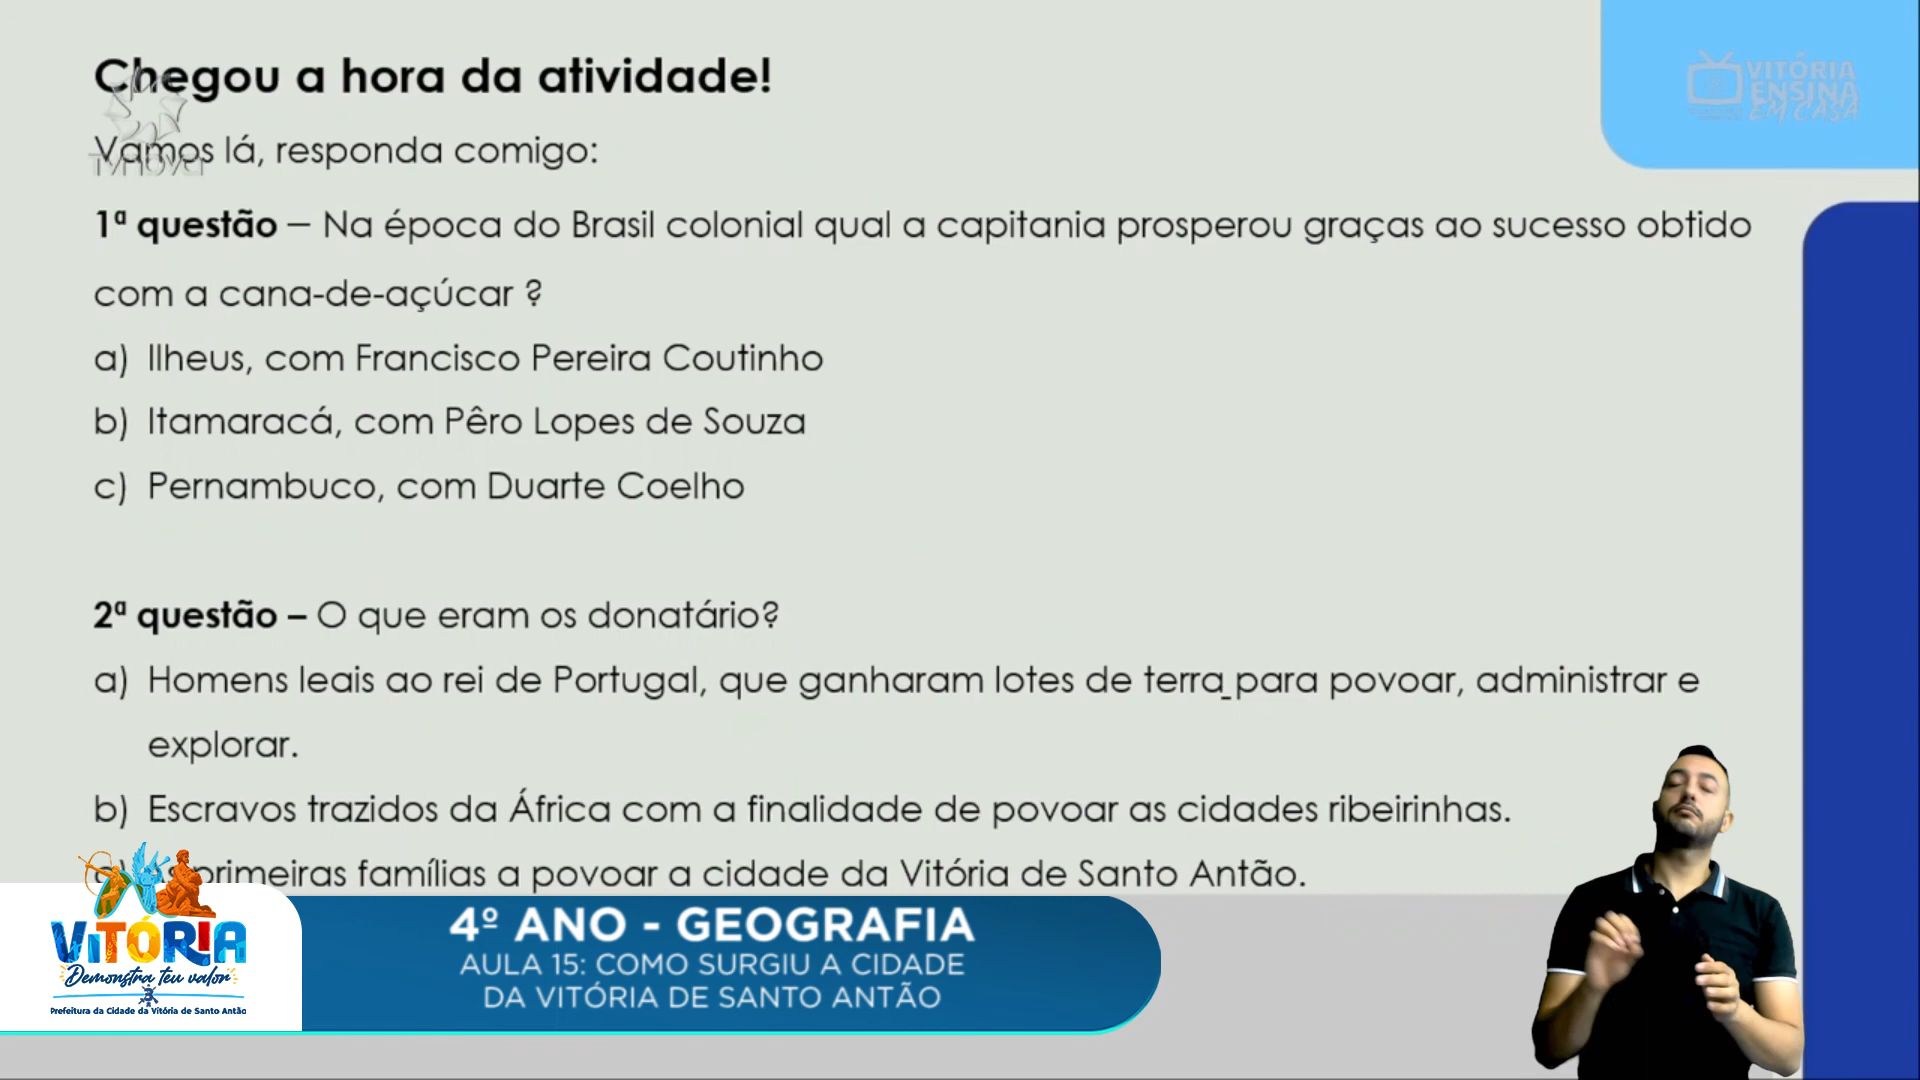 Chegou a hora da atividade!
Vamos lá, responda comigo:
TVNOVA
VITÓRIA
ENSINA
EM CASA
1ª questão – Na época do Brasil colonial qual a capitania prosperou graças ao sucesso obtido
com a cana-de-açúcar ?
a) Ilheus, com Francisco Pereira Coutinho
b) Itamaracá, com Pêro Lopes de Souza
c) Pernambuco, com Duarte Coelho
2ª questão – O que eram os donatário?
a) Homens leais ao rei de Portugal, que ganharam lotes de terra para povoar, administrar e
explorar.
b) Escravos trazidos da África com a finalidade de povoar as cidades ribeirinhas.
primeiras famílias a povoar a cidade da Vitória de Santo Antão.
VITÓRIA
Demonstra teu valor
Prefeitura da Cidade da Vitória de Santo Antão
4º ANO - GEOGRAFIA
AULA 15: COMO SURGIU A CIDADE
DA VITÓRIA DE SANTO ANTÃO